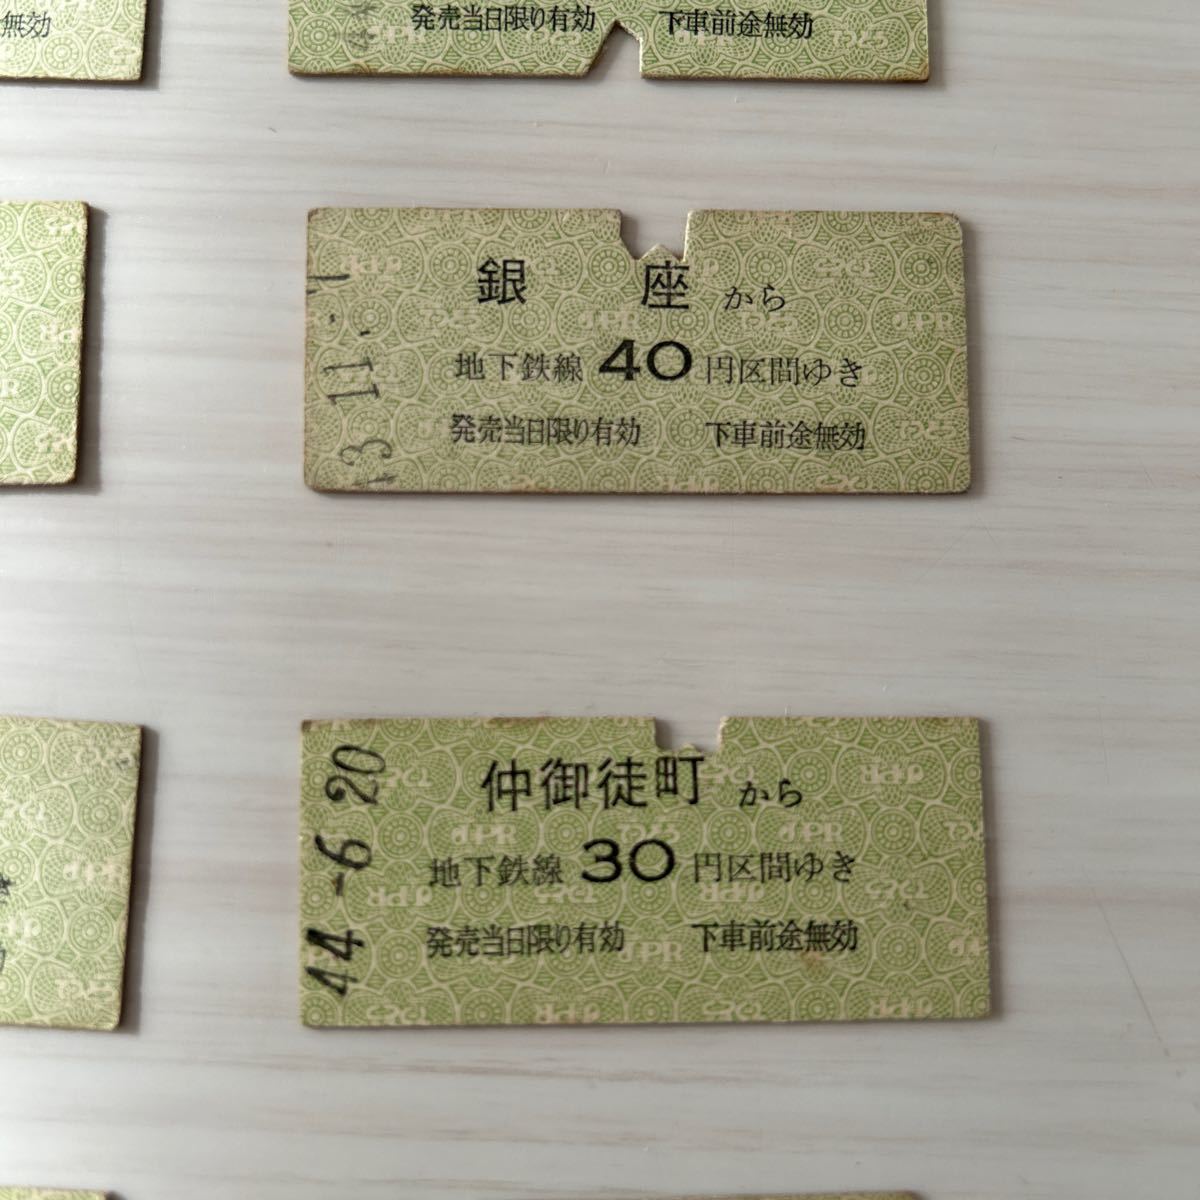 無効
発売当日限り有効 下車前途無効
銀座から
地下鉄線 40 円区間ゆき
発売当日限り有効 下車前途無効
仲御徒町から
地下鉄線 30 円区間ゆき
発売当日限り有効 下車前途無効
44-6-20